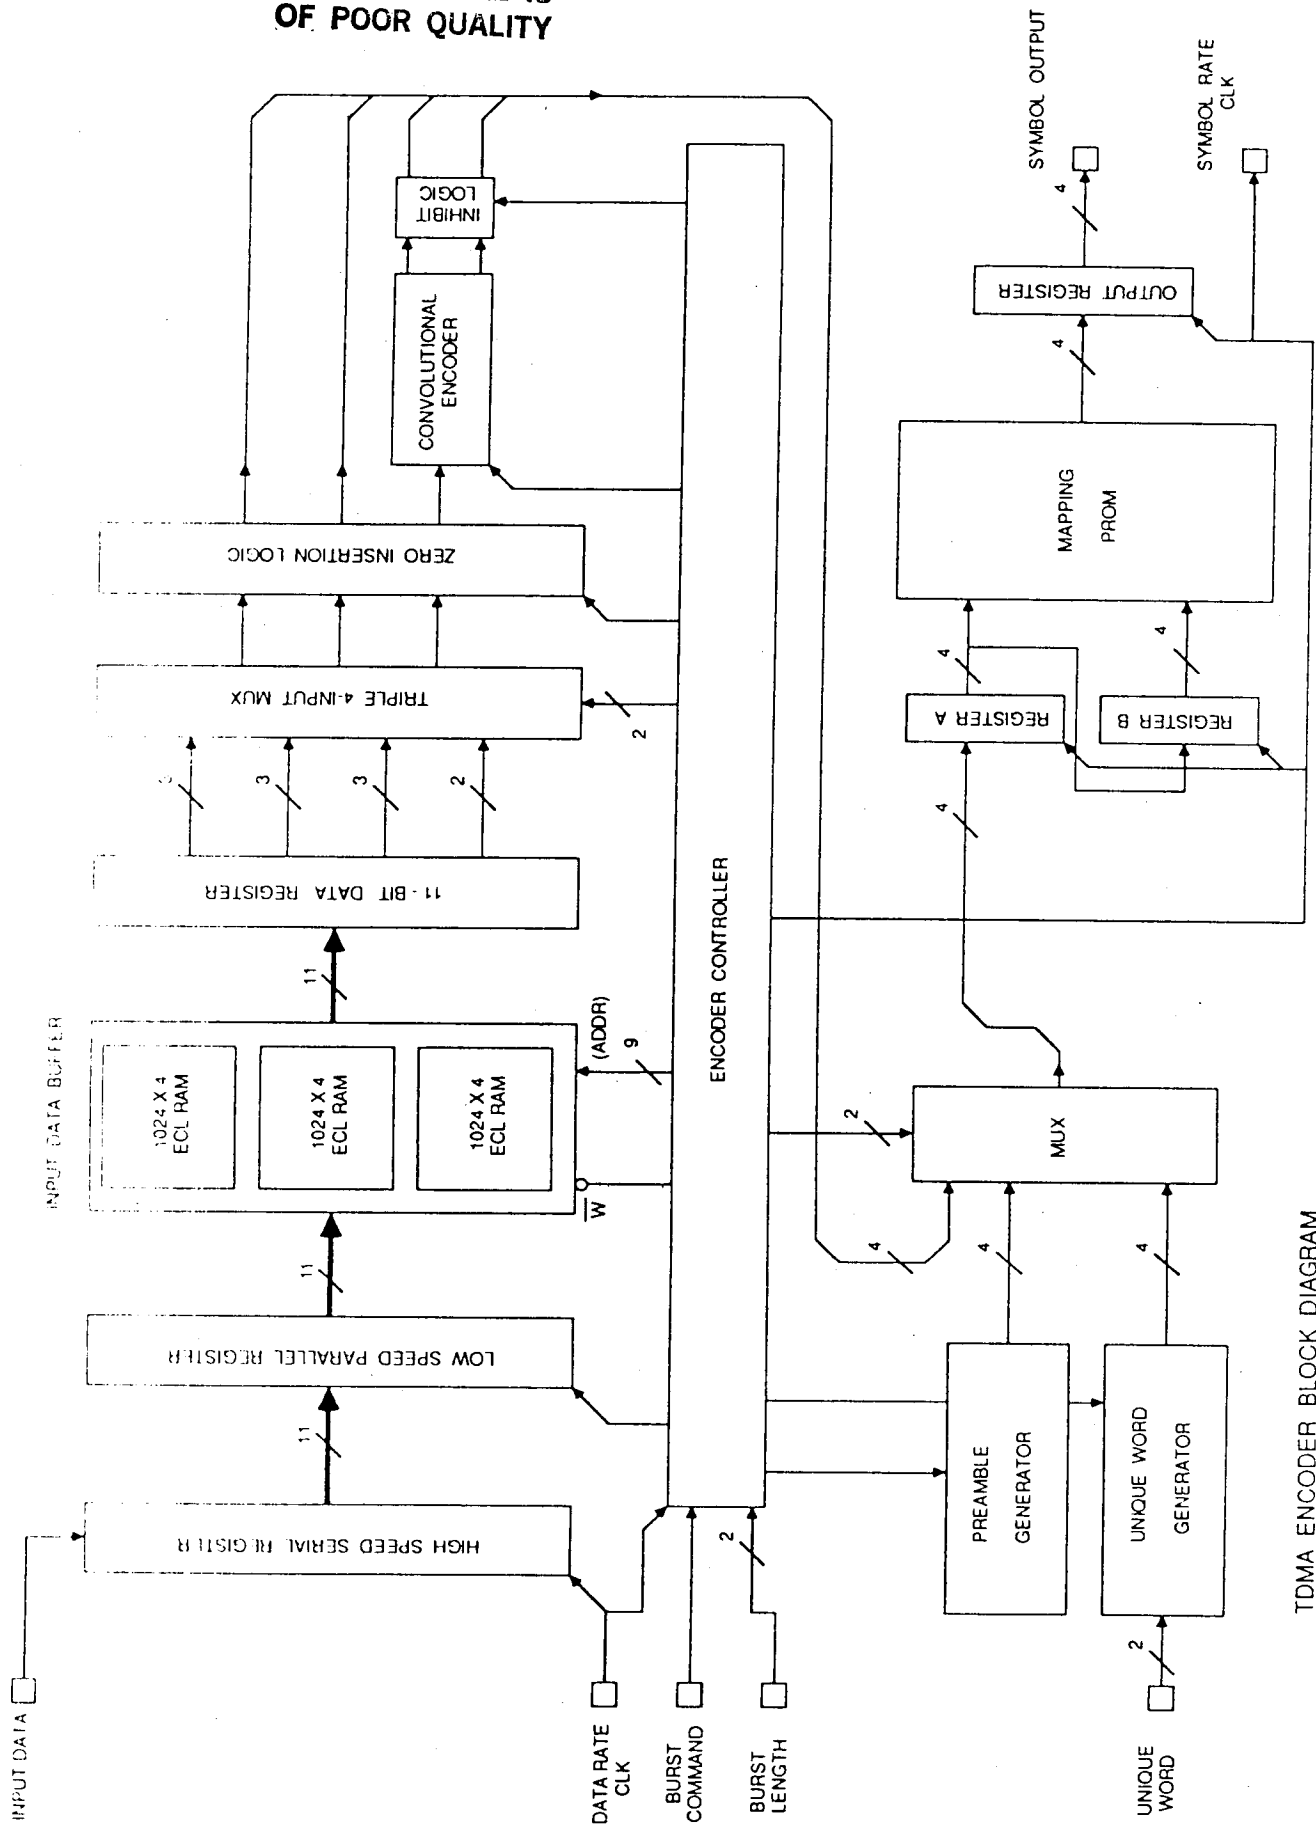 OF POOR QUALITY
INPUT DATA
HIGH SPEED SERIAL REGISTER
11
LOW SPEED PARALLEL REGISTER
11
INPUT DATA BUFFER
1024 X 4
ECL RAM
1024 X 4
ECL RAM
1024 X 4
ECL RAM
W
(ADDR)
9
11
11-BIT DATA REGISTER
3
3
3
2
TRIPLE 4-INPUT MUX
2
ZERO INSERTION LOGIC
CONVOLUTIONAL
ENCODER
INHIBIT
LOGIC
DATA RATE
CLK
BURST
COMMAND
BURST
LENGTH
2
ENCODER CONTROLLER
UNIQUE
WORD
2
PREAMBLE
GENERATOR
UNIQUE WORD
GENERATOR
4
4
4
2
MUX
4
REGISTER A
4
REGISTER B
4
MAPPING
PROM
4
OUTPUT REGISTER
4
SYMBOL OUTPUT
SYMBOL RATE
CLK
TDMA ENCODER BLOCK DIAGRAM